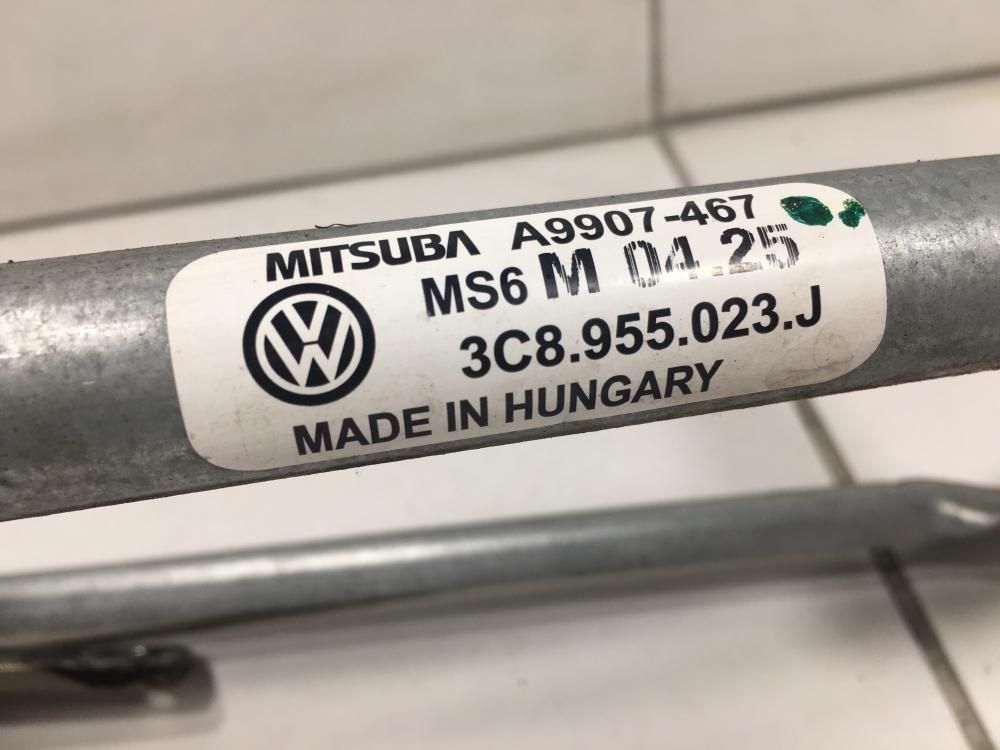 MITSUBA A9907-467
MS6 M 04.25
3C8.955.023.J
MADE IN HUNGARY